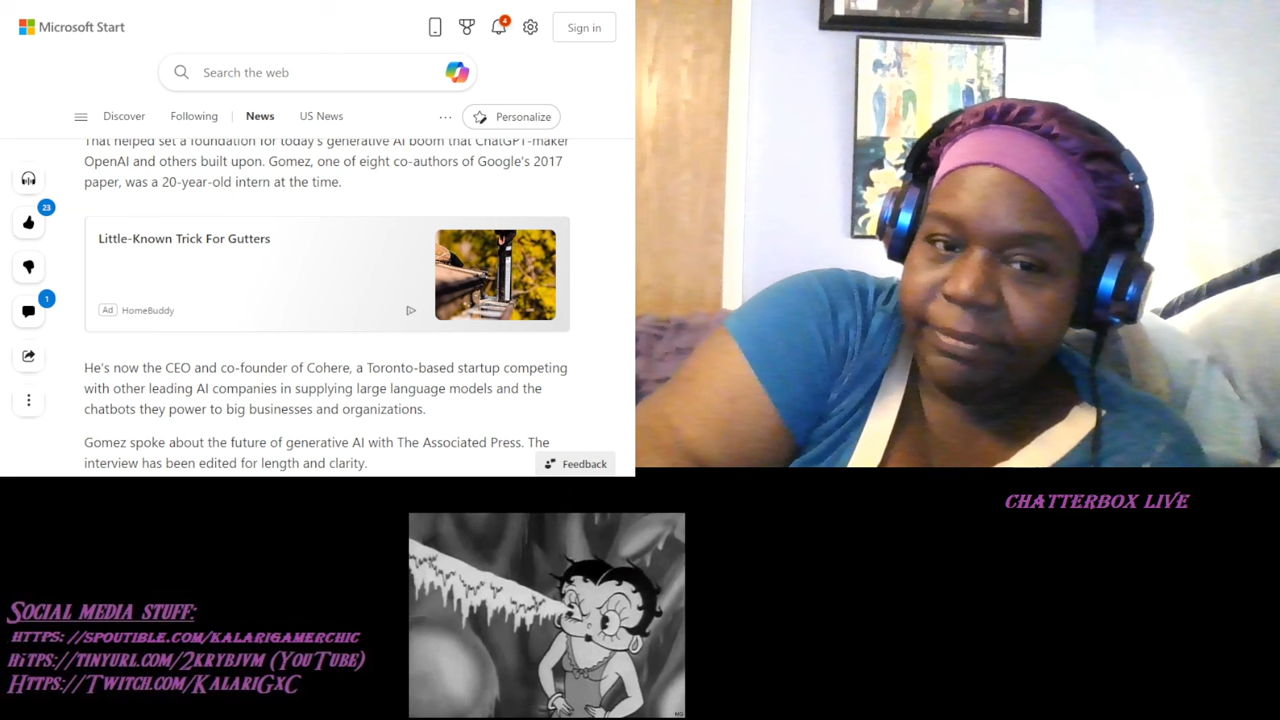 Microsoft Start
4
Sign in
Search the web
Discover
Following
News
US News
Personalize
That helped set a foundation for today's generative AI boom that ChatGPT-maker
OpenAI and others built upon. Gomez, one of eight co-authors of Google's 2017
paper, was a 20-year-old intern at the time.
23
Little-Known Trick For Gutters
Ad HomeBuddy
1
He's now the CEO and co-founder of Cohere, a Toronto-based startup competing
with other leading AI companies in supplying large language models and the
chatbots they power to big businesses and organizations.
Gomez spoke about the future of generative AI with The Associated Press. The
interview has been edited for length and clarity.
Feedback
CHATTERBOX LIVE
SOCIAL MEDIA STUFF:
HTTPS://SPOUTIBLE.COM/KALARIGAMERCHIC
HTTPS://TINYURL.COM/2KRYBJVM (YOUTUBE)
HTTPS://TWITCH.COM/KALARIGXC